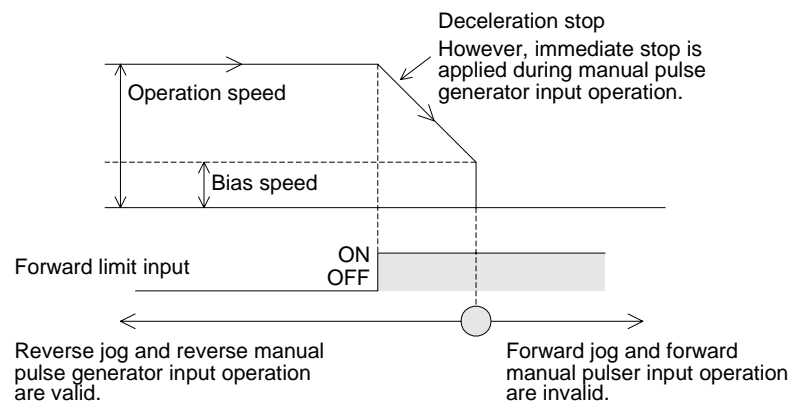 Deceleration stop
However, immediate stop is
applied during manual pulse
generator input operation.
Operation speed
Bias speed
Forward limit input
ON
OFF
Reverse jog and reverse manual
pulse generator input operation
are valid.
Forward jog and forward
manual pulser input operation
are invalid.